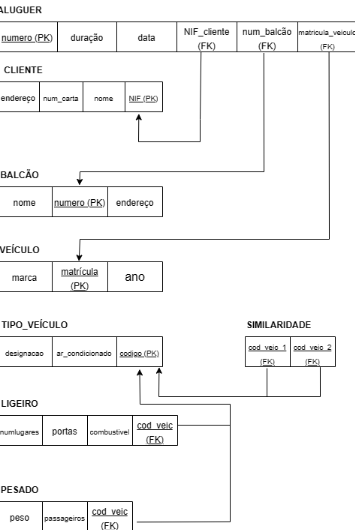 ALUGUER
numero (PK) duração data NIF_cliente (FK) num_balcão (FK) matricula_veiculo (FK)
CLIENTE
endereço num_carta nome NIF (PK)
BALCÃO
nome numero (PK) endereço
VEÍCULO
marca matrícula (PK) ano
TIPO_VEÍCULO
designacao ar_condicionado codigo (PK)
SIMILARIDADE
cod_veic_1 (FK) cod_veic_2 (FK)
LIGEIRO
numlugares portas combustivel cod_veic (FK)
PESADO
peso passageiros cod_veic (FK)